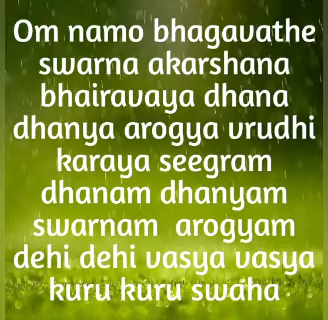 Om namo bhagavathe
swarna akarshana
bhairavaya dhana
dhanya arogya vrudhi
karaya seegram
dhanam dhanyam
swarnam arogyam
dehi dehi vasya vasya
kuru kuru swaha